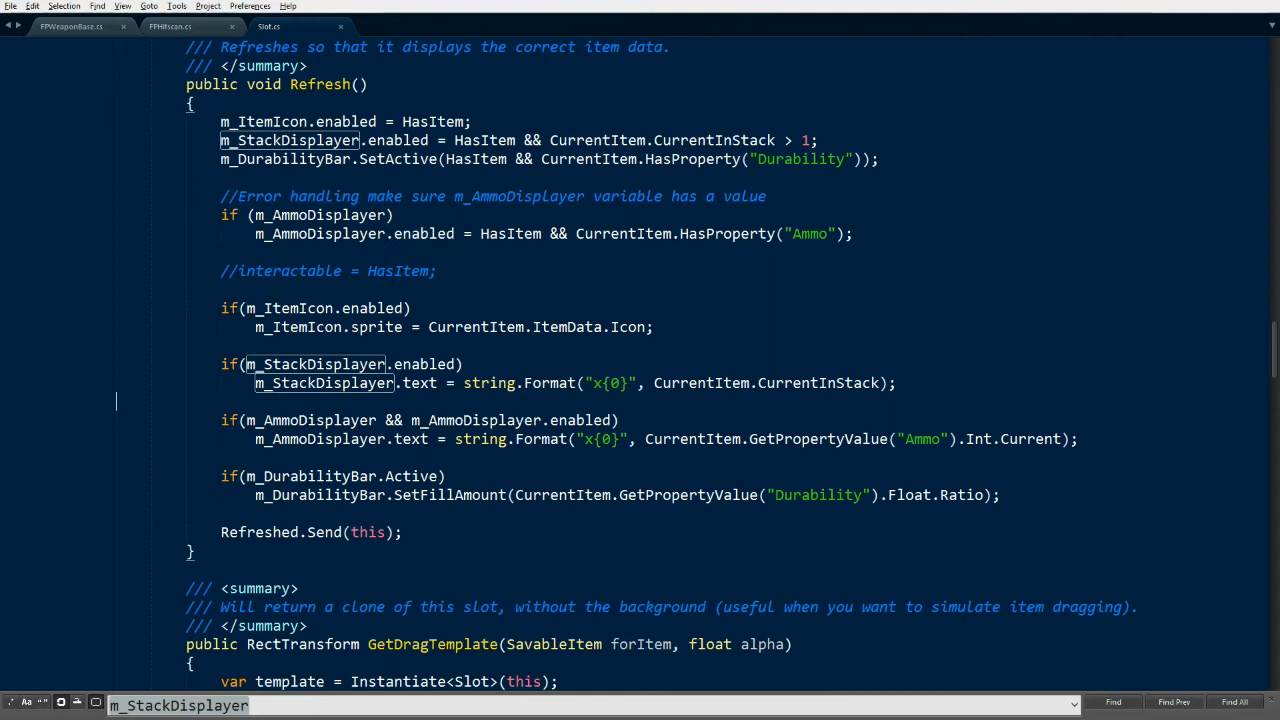 File Edit Selection Find View Goto Tools Project Preferences Help
FPWeaponBase.cs × FPHitscan.cs × Slot.cs ×
/// Refreshes so that it displays the correct item data.
/// </summary>
public void Refresh()
{
m_ItemIcon.enabled = HasItem;
m_StackDisplayer.enabled = HasItem && CurrentItem.CurrentInStack > 1;
m_DurabilityBar.SetActive(HasItem && CurrentItem.HasProperty("Durability"));
//Error handling make sure m_AmmoDisplayer variable has a value
if (m_AmmoDisplayer)
m_AmmoDisplayer.enabled = HasItem && CurrentItem.HasProperty("Ammo");
//interactable = HasItem;
if(m_ItemIcon.enabled)
m_ItemIcon.sprite = CurrentItem.ItemData.Icon;
if(m_StackDisplayer.enabled)
m_StackDisplayer.text = string.Format("x{0}", CurrentItem.CurrentInStack);
if(m_AmmoDisplayer && m_AmmoDisplayer.enabled)
m_AmmoDisplayer.text = string.Format("x{0}", CurrentItem.GetPropertyValue("Ammo").Int.Current);
if(m_DurabilityBar.Active)
m_DurabilityBar.SetFillAmount(CurrentItem.GetPropertyValue("Durability").Float.Ratio);
Refreshed.Send(this);
}
/// <summary>
/// Will return a clone of this slot, without the background (useful when you want to simulate item dragging).
/// </summary>
public RectTransform GetDragTemplate(SavableItem forItem, float alpha)
{
var template = Instantiate<Slot>(this);
.* Aa "" m_StackDisplayer Find Find Prev Find All